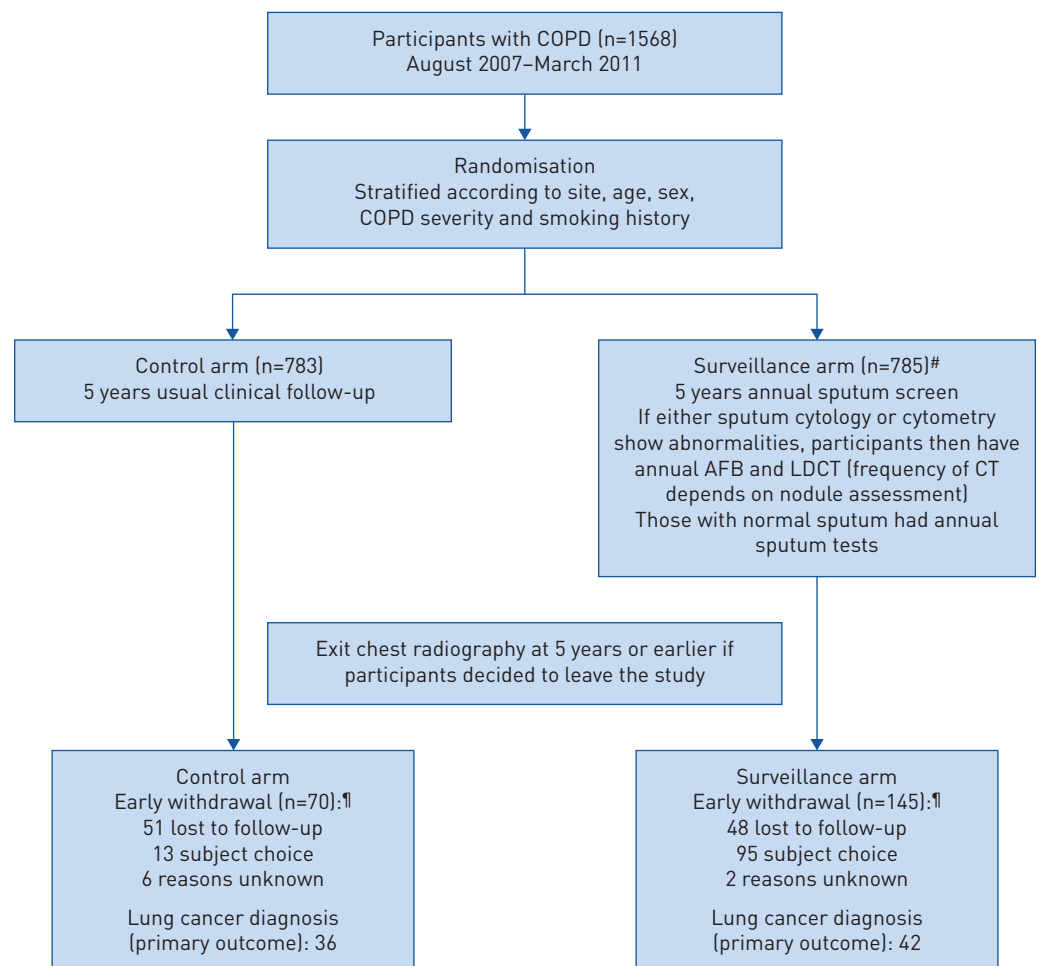 Participants with COPD (n=1568)
August 2007–March 2011
Randomisation
Stratified according to site, age, sex,
COPD severity and smoking history
Control arm (n=783)
5 years usual clinical follow-up
Surveillance arm (n=785)#
5 years annual sputum screen
If either sputum cytology or cytometry
show abnormalities, participants then have
annual AFB and LDCT (frequency of CT
depends on nodule assessment)
Those with normal sputum had annual
sputum tests
Exit chest radiography at 5 years or earlier if
participants decided to leave the study
Control arm
Early withdrawal (n=70):¶
51 lost to follow-up
13 subject choice
6 reasons unknown
Lung cancer diagnosis
(primary outcome): 36
Surveillance arm
Early withdrawal (n=145):¶
48 lost to follow-up
95 subject choice
2 reasons unknown
Lung cancer diagnosis
(primary outcome): 42